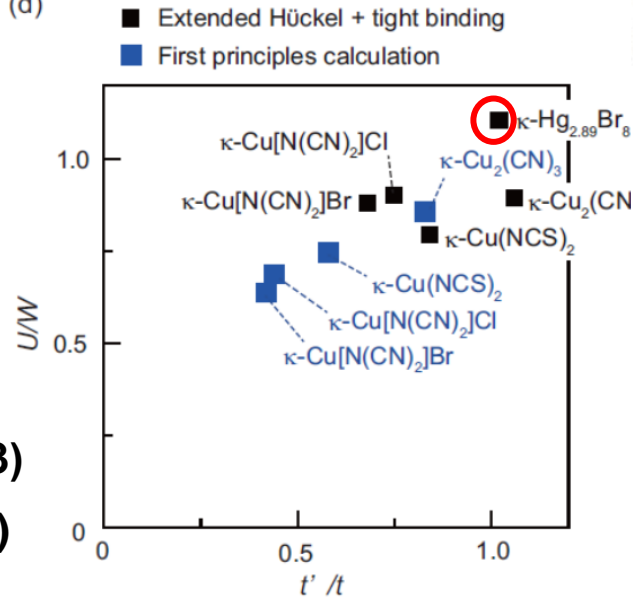 (d)
Extended Hückel + tight binding
First principles calculation
κ-Hg2.89Br8
κ-Cu[N(CN)2]Cl
1.0
κ-Cu2(CN)3
κ-Cu[N(CN)2]Br
κ-Cu2(CN
κ-Cu(NCS)2
κ-Cu(NCS)2
U/W
κ-Cu[N(CN)2]Cl
0.5
κ-Cu[N(CN)2]Br
3)
)
0
0
0.5
1.0
t' /t